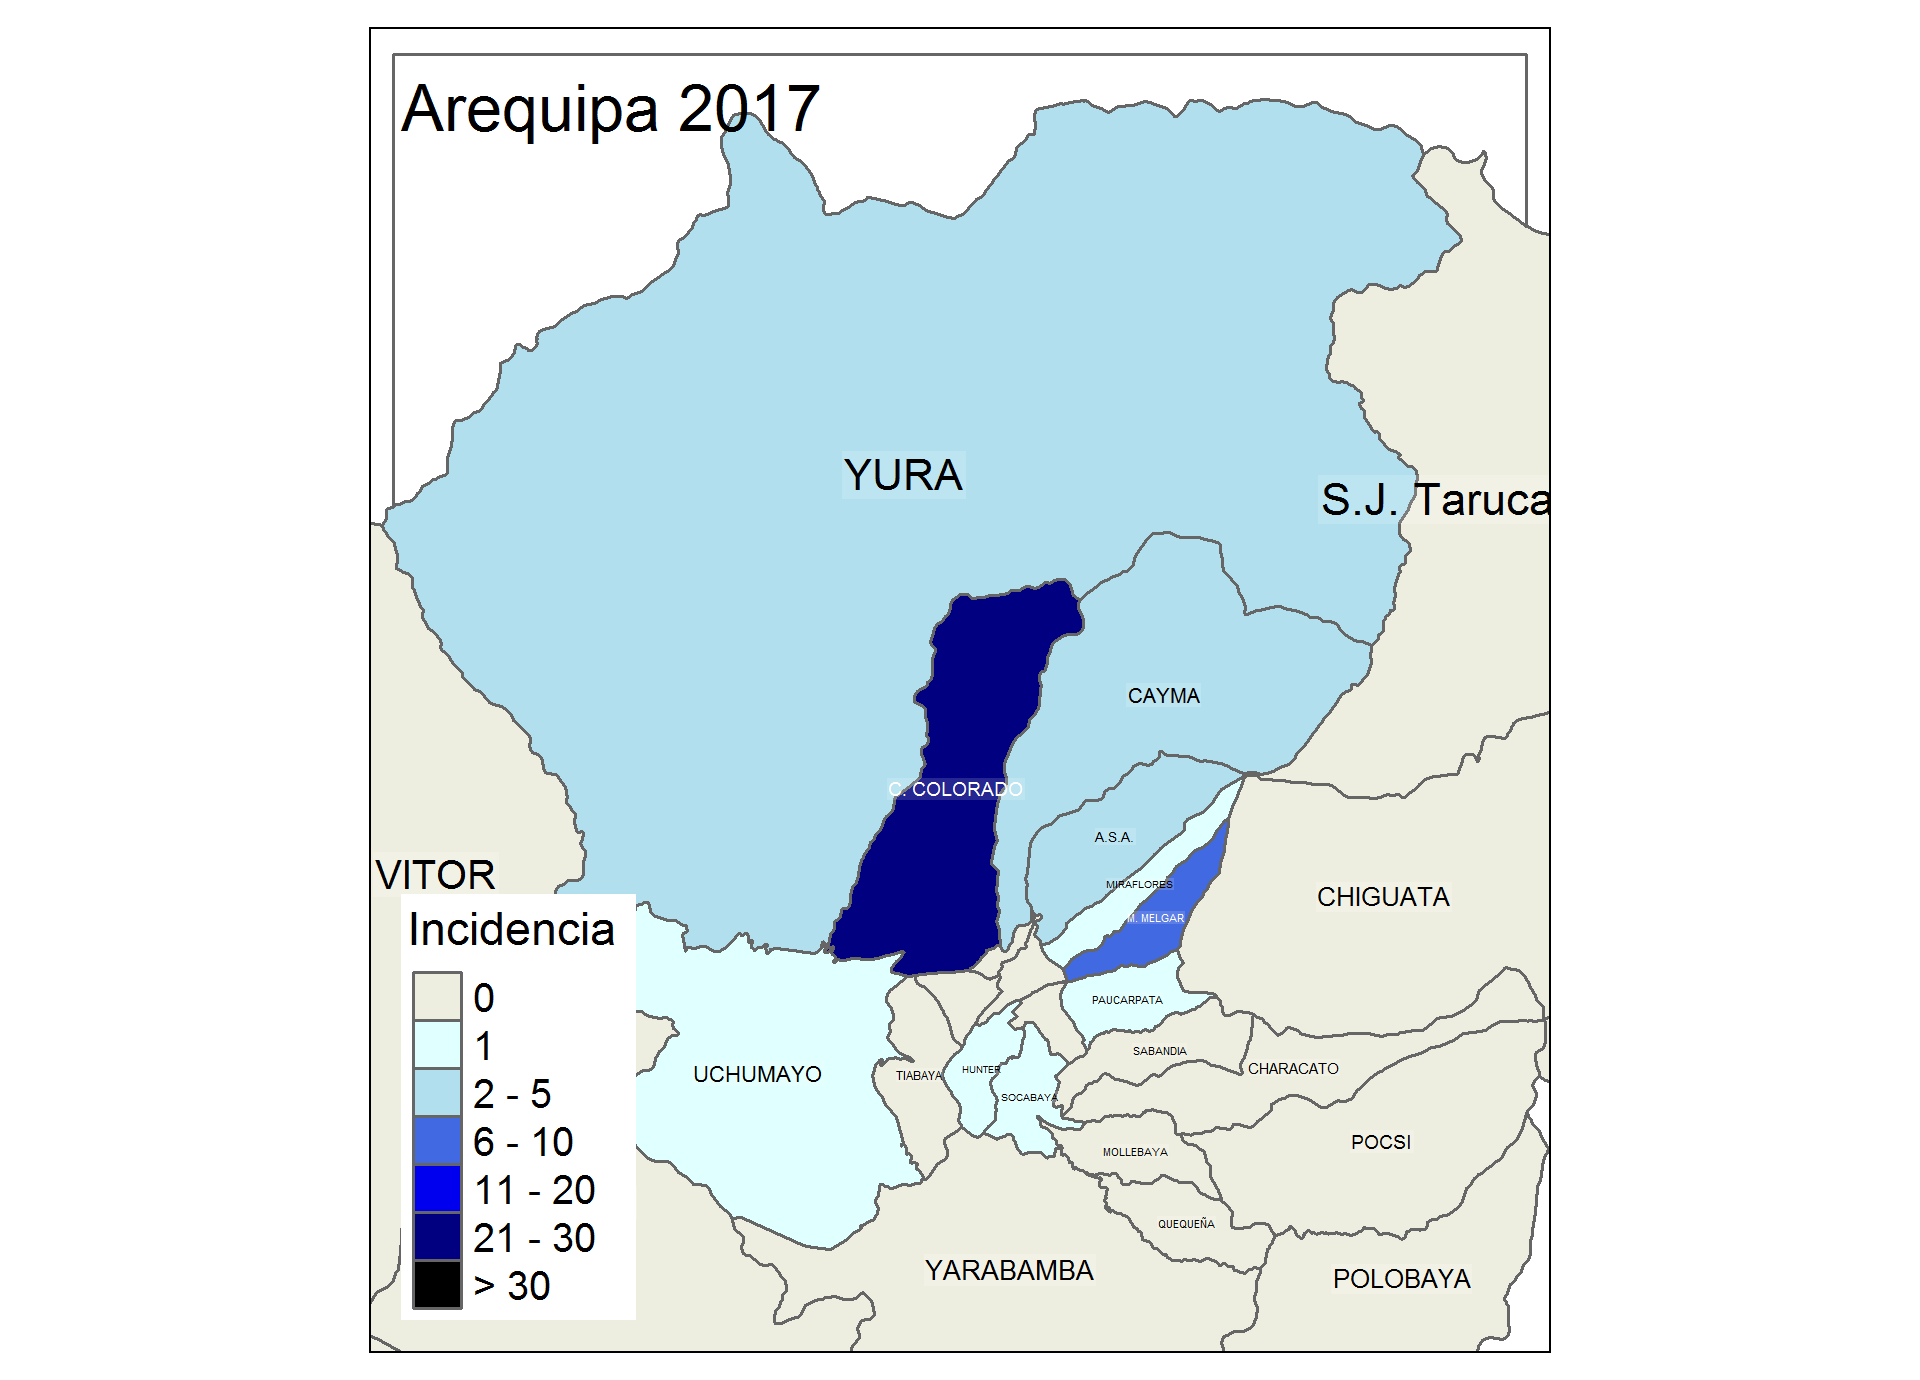 Arequipa 2017
YURA
S.J. Taruca
CAYMA
C. COLORADO
A.S.A.
VITOR
MIRAFLORES
CHIGUATA
M. MELGAR
Incidencia
0
1
2 - 5
6 - 10
11 - 20
21 - 30
> 30
PAUCARPATA
SABANDIA
CHARACATO
UCHUMAYO
TIABAYA
HUNTER
SOCABAYA
POCSI
MOLLEBAYA
QUEQUEÑA
YARABAMBA
POLOBAYA